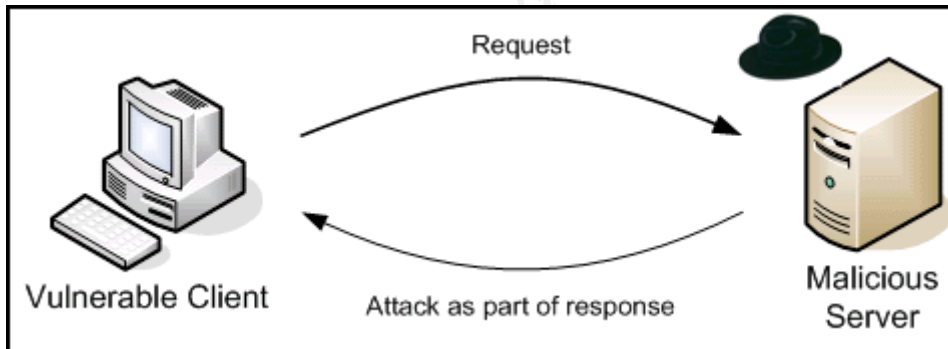 Request
Vulnerable Client
Attack as part of response
Malicious
Server